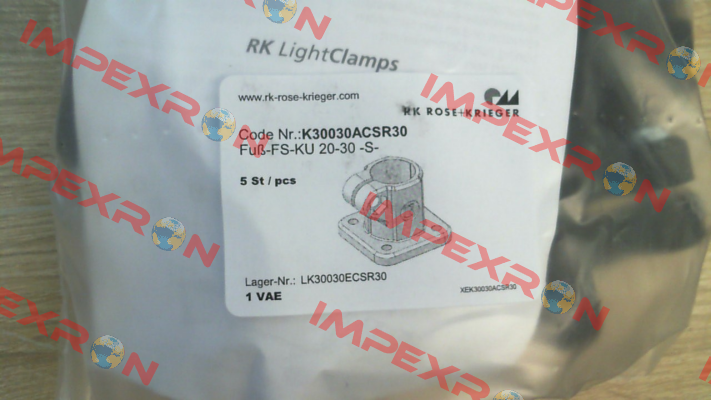 RK LightClamps
www.rk-rose-krieger.com
RK ROSE+KRIEGER
Code Nr.:K30030ACSR30
Fuß-FS-KU 20-30 -S-
5 St / pcs
Lager-Nr.: LK30030ECSR30
1 VAE
XEK30030ACSR30
IMPEXRON
IMPEXRON
IMPEXRON
IMPEXRON
IMPEXRON
IMPEXRON
IMPEXRON